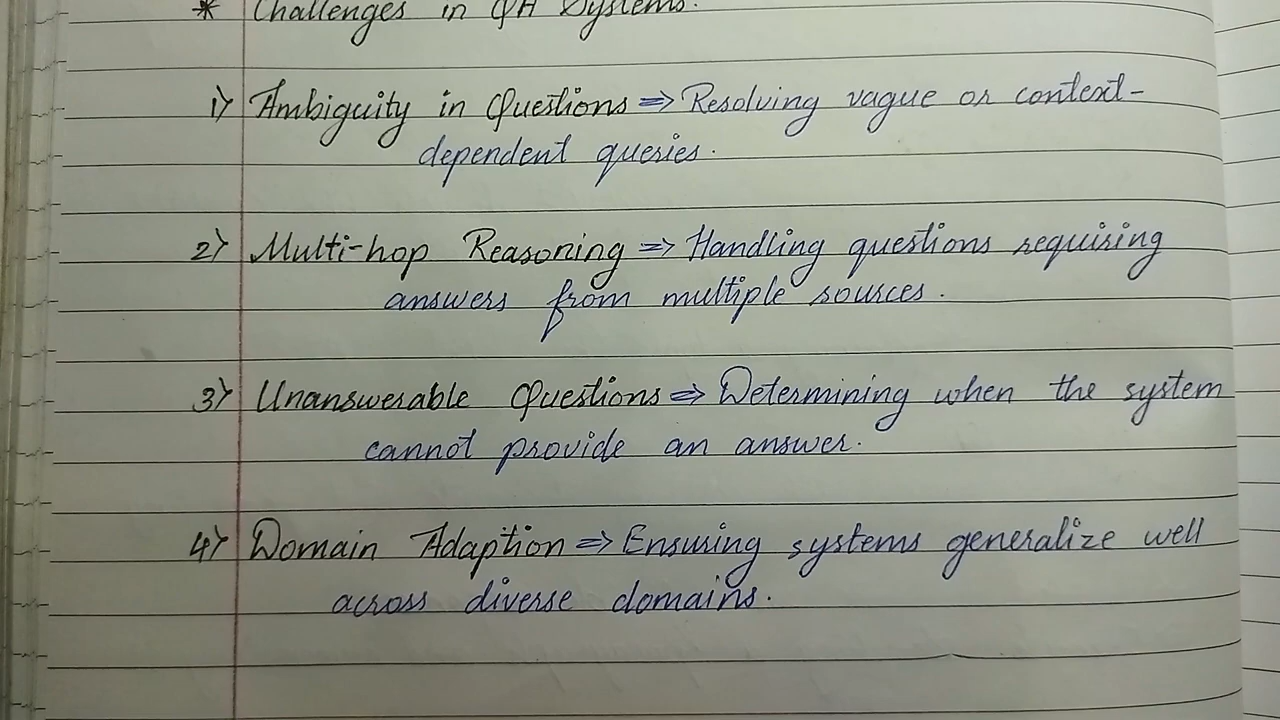 * Challenges in QA Systems.
1) Ambiguity in Questions => Resolving vague or context-
dependent queries.
2) Multi-hop Reasoning => Handling questions requiring
answers from multiple sources.
3) Unanswerable Questions => Determining when the system
cannot provide an answer.
4) Domain Adaption => Ensuring systems generalize well
across diverse domains.